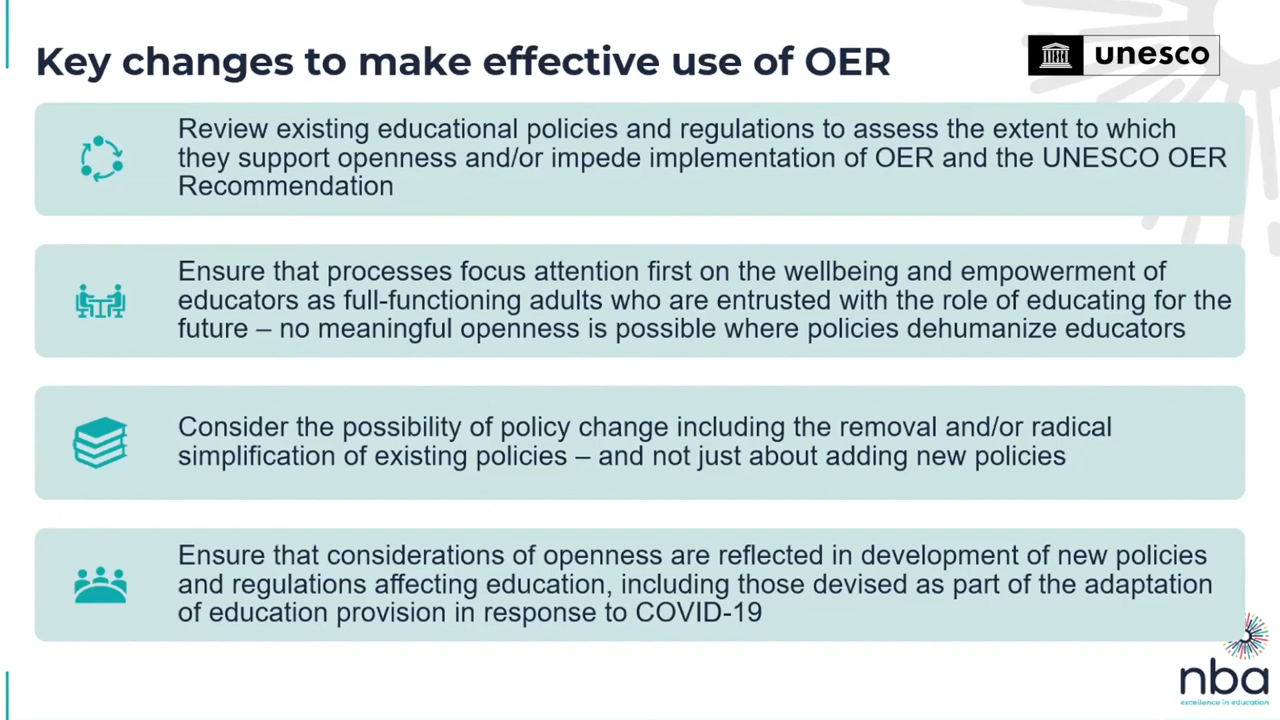 Key changes to make effective use of OER
unesco
Review existing educational policies and regulations to assess the extent to which
they support openness and/or impede implementation of OER and the UNESCO OER
Recommendation
Ensure that processes focus attention first on the wellbeing and empowerment of
educators as full-functioning adults who are entrusted with the role of educating for the
future – no meaningful openness is possible where policies dehumanize educators
Consider the possibility of policy change including the removal and/or radical
simplification of existing policies – and not just about adding new policies
Ensure that considerations of openness are reflected in development of new policies
and regulations affecting education, including those devised as part of the adaptation
of education provision in response to COVID-19
nba
excellence in education